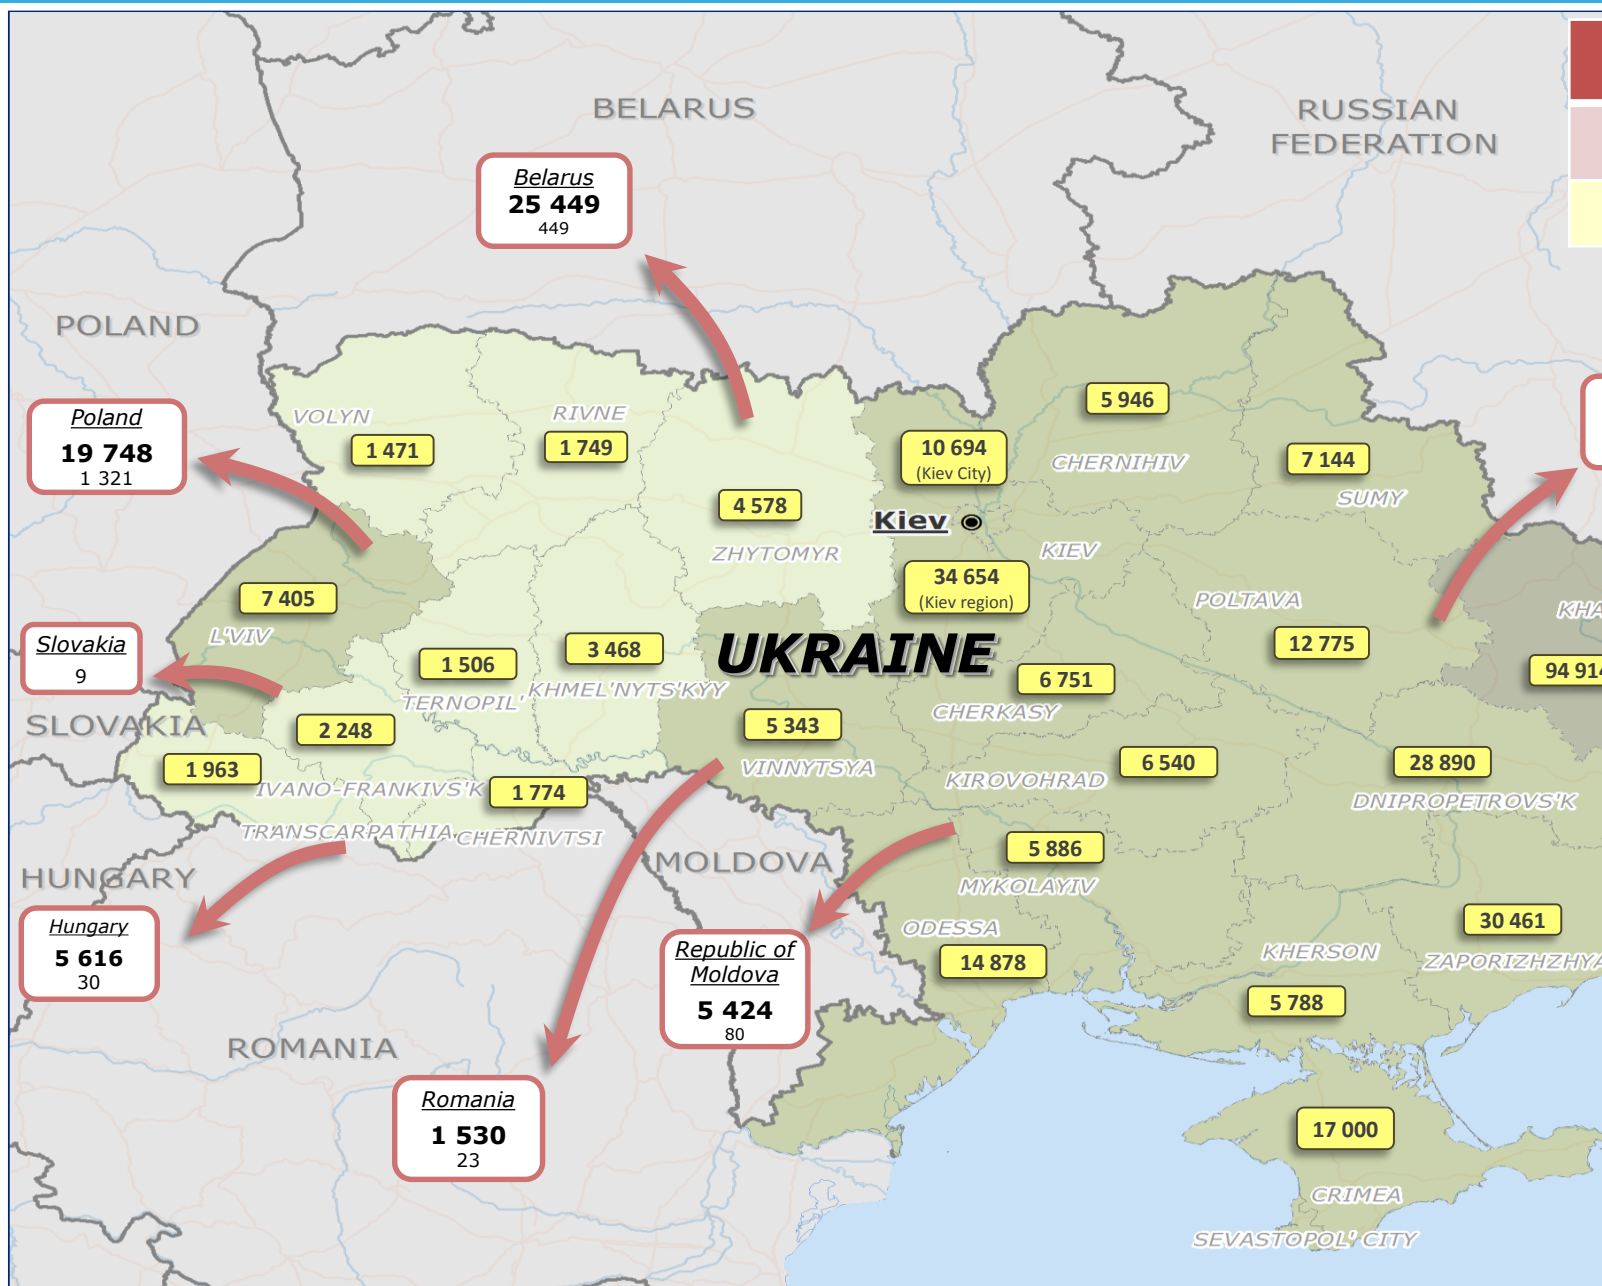 BELARUS
RUSSIAN
FEDERATION
Belarus
25 449
449
POLAND
Poland
19 748
1 321
VOLYN
1 471
RIVNE
1 749
4 578
ZHYTOMYR
10 694
(Kiev City)
Kiev
5 946
CHERNIHIV
7 144
SUMY
KIEV
34 654
(Kiev region)
POLTAVA
12 775
KHA
94 914
7 405
L'VIV
Slovakia
9
SLOVAKIA
1 506
TERNOPIL'
3 468
KHMEL'NYTS'KYY
UKRAINE
6 751
CHERKASY
2 248
1 963
IVANO-FRANKIVS'K
1 774
TRANSCARPATHIA
CHERNIVTSI
5 343
VINNYTSYA
KIROVOHRAD
6 540
28 890
DNIPROPETROVS'K
HUNGARY
Hungary
5 616
30
MOLDOVA
5 886
MYKOLAYIV
ODESSA
14 878
Republic of
Moldova
5 424
80
KHERSON
5 788
30 461
ZAPORIZHZHYA
ROMANIA
Romania
1 530
23
17 000
CRIMEA
SEVASTOPOL' CITY